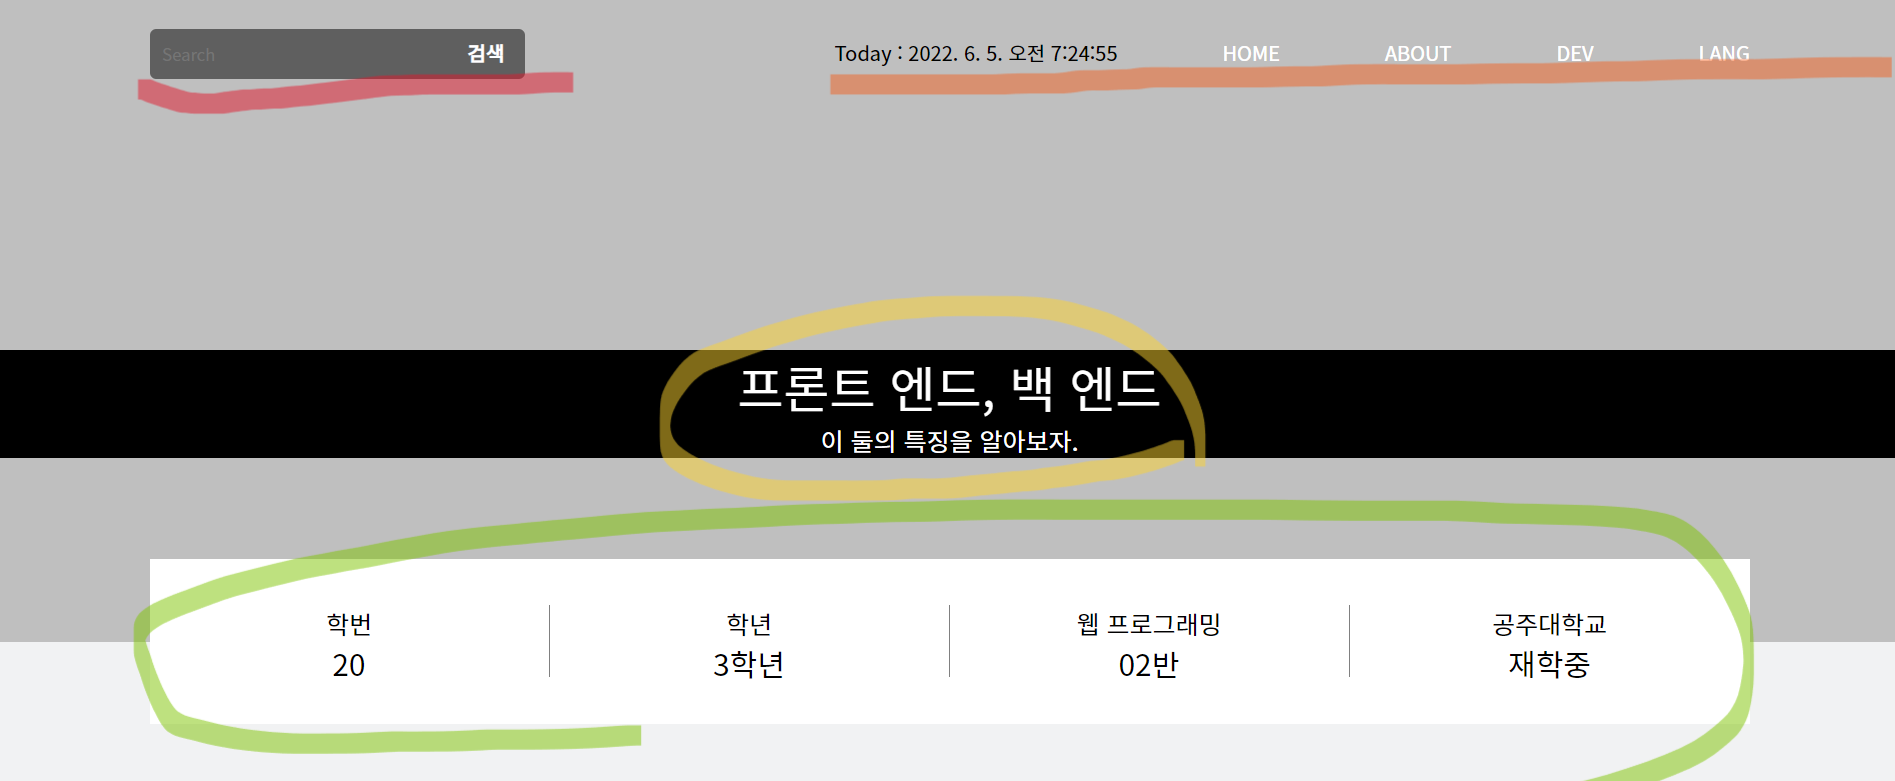 Search 검색 Today : 2022. 6. 5. 오전 7:24:55 HOME ABOUT DEV LANG
프론트 엔드, 백 엔드
이 둘의 특징을 알아보자.
학번 학년 웹 프로그래밍 공주대학교
20 3학년 02반 재학중